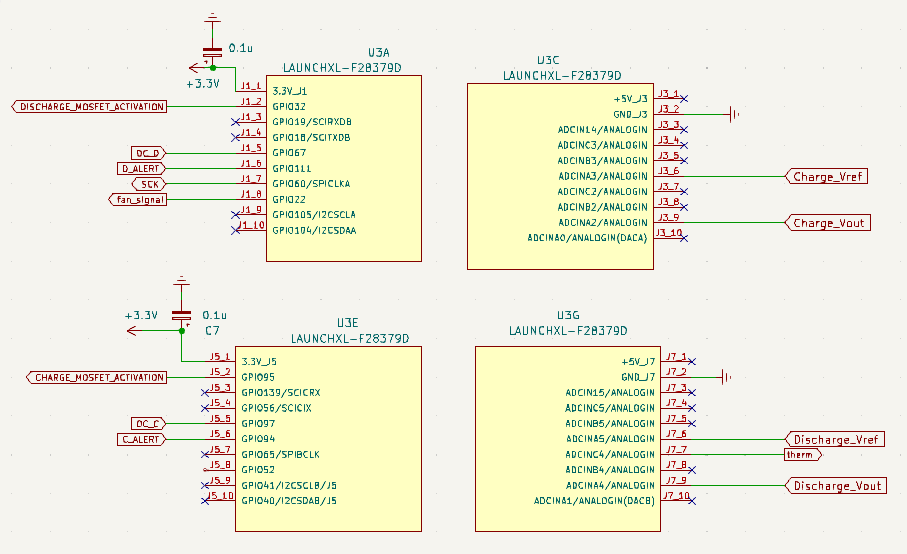 0.1u
+3.3V
U3A
LAUNCHXL-F28379D
DISCHARGE_MOSFET_ACTIVATION
OC_D
D_ALERT
SCK
fan_signal
J1_1 3.3V_J1
J1_2 GPIO32
J1_3 GPIO19/SCIRXDB
J1_4 GPIO18/SCITXDB
J1_5 GPIO67
J1_6 GPIO111
J1_7 GPIO60/SPICLKA
J1_8 GPIO22
J1_9 GPIO105/I2CSCLA
J1_10 GPIO104/I2CSDAA
U3C
LAUNCHXL-F28379D
+5V_J3 J3_1
GND_J3 J3_2
ADCIN14/ANALOGIN J3_3
ADCINC3/ANALOGIN J3_4
ADCINB3/ANALOGIN J3_5
ADCINA3/ANALOGIN J3_6
ADCINC2/ANALOGIN J3_7
ADCINB2/ANALOGIN J3_8
ADCINA2/ANALOGIN J3_9
ADCINA0/ANALOGIN(DACA) J3_10
Charge_Vref
Charge_Vout
+3.3V
0.1u
C7
U3E
LAUNCHXL-F28379D
CHARGE_MOSFET_ACTIVATION
OC_C
C_ALERT
J5_1 3.3V_J5
J5_2 GPIO95
J5_3 GPIO139/SCICRX
J5_4 GPIO56/SCICIX
J5_5 GPIO97
J5_6 GPIO94
J5_7 GPIO65/SPIBCLK
J5_8 GPIO52
J5_9 GPIO41/I2CSCLB/J5
J5_10 GPIO40/I2CSDAB/J5
U3G
LAUNCHXL-F28379D
+5V_J7 J7_1
GND_J7 J7_2
ADCIN15/ANALOGIN J7_3
ADCINC5/ANALOGIN J7_4
ADCINB5/ANALOGIN J7_5
ADCINA5/ANALOGIN J7_6
ADCINC4/ANALOGIN J7_7
ADCINB4/ANALOGIN J7_8
ADCINA4/ANALOGIN J7_9
ADCINA1/ANALOGIN(DACB) J7_10
Discharge_Vref
therm
Discharge_Vout